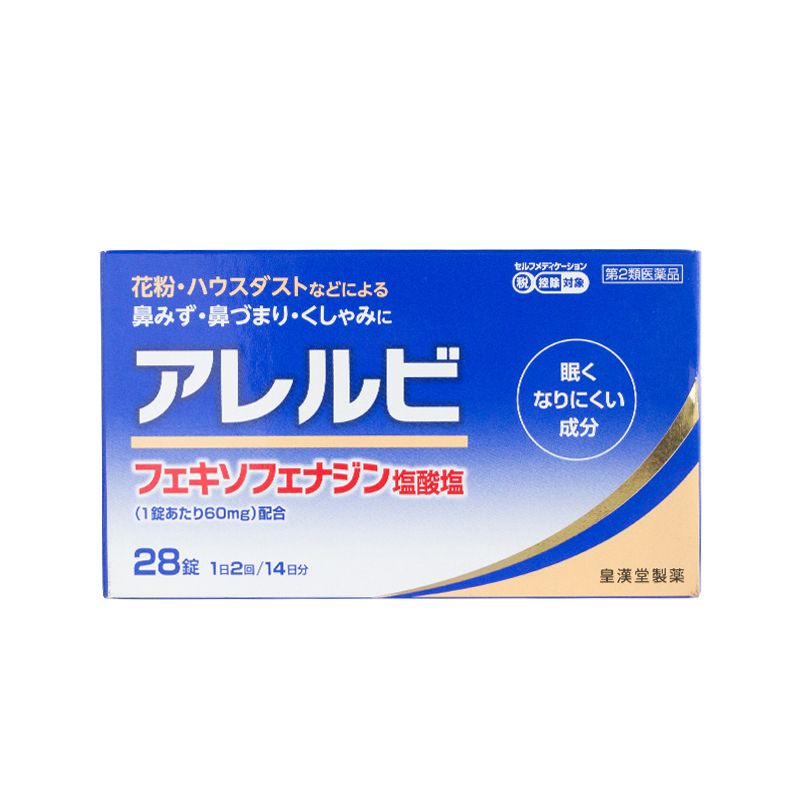 花粉・ハウスダストなどによる
鼻みず・鼻づまり・くしゃみに
アレルビ
フェキソフェナジン塩酸塩
(1錠あたり60mg)配合
28錠 1日2回/14日分
セルフメディケーション
税 控除 対象
第2類医薬品
眠く
なりにくい
成分
皇漢堂製薬